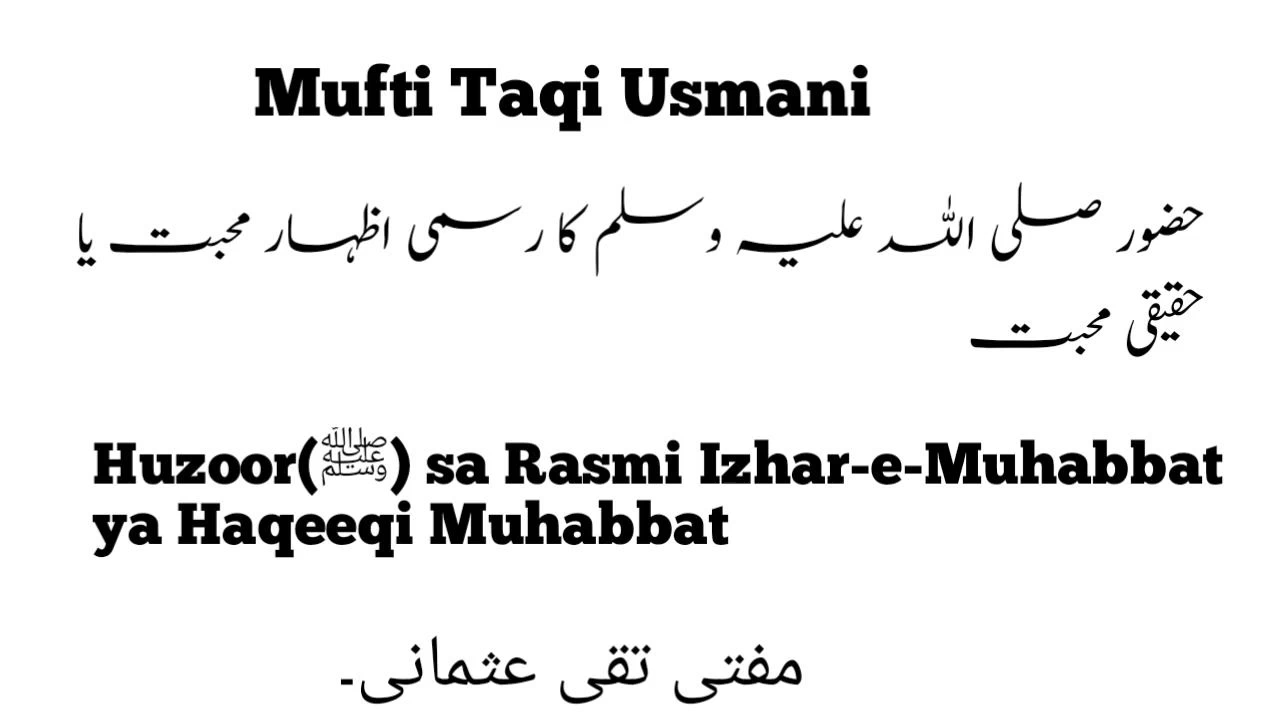 Mufti Taqi Usmani
حضور صلی اللہ علیہ وسلم کا رسمی اظہار محبت یا
حقیقی محبت
Huzoor(ﷺ) sa Rasmi Izhar-e-Muhabbat
ya Haqeeqi Muhabbat
مفتی تقی عثمانی۔